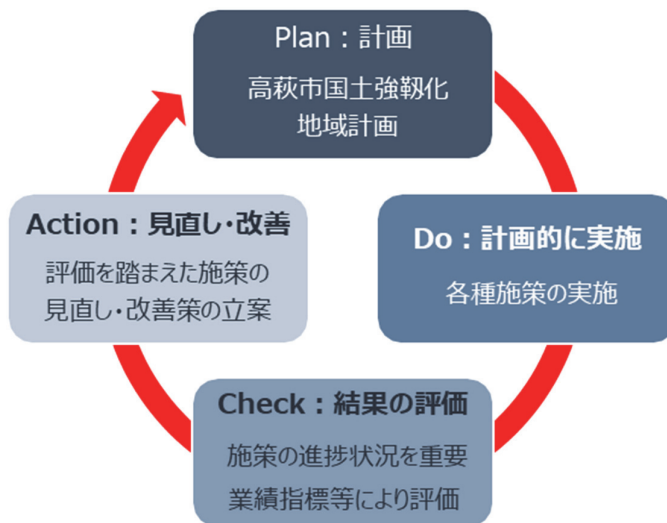 Plan：計画
高萩市国土強靱化
地域計画
Do：計画的に実施
各種施策の実施
Check：結果の評価
施策の進捗状況を重要
業績指標等により評価
Action：見直し・改善
評価を踏まえた施策の
見直し・改善策の立案